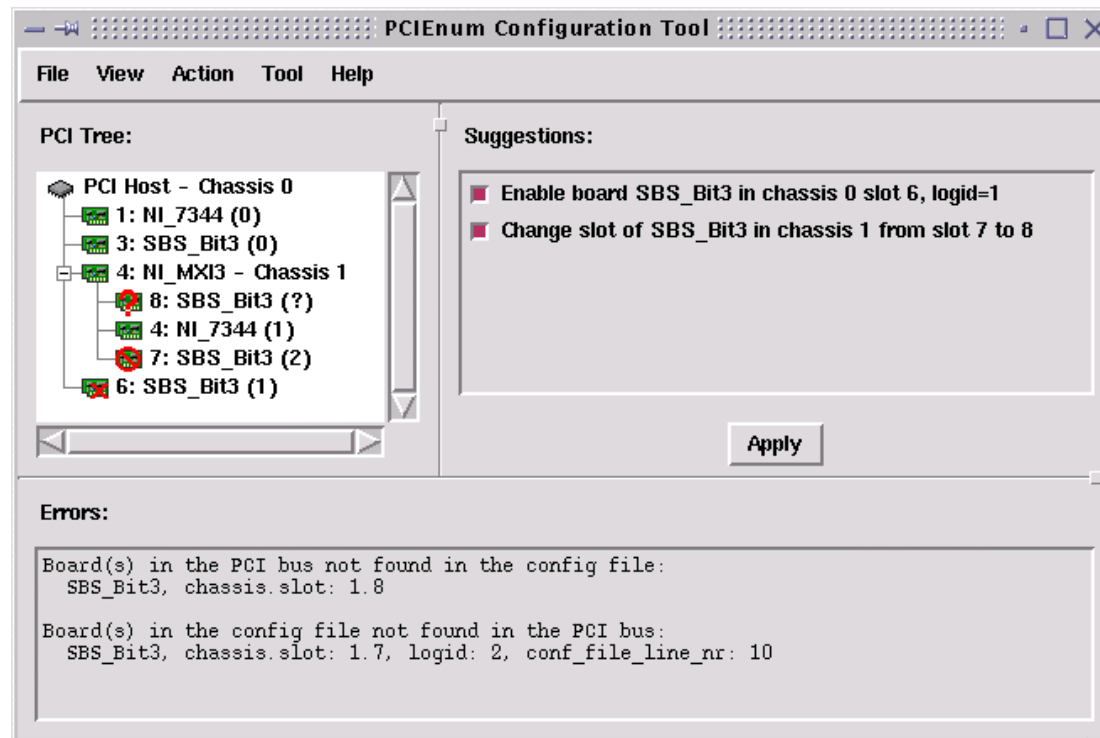 PCIEnum Configuration Tool
File View Action Tool Help
PCI Tree:
PCI Host - Chassis 0
1: NI_7344 (0)
3: SBS_Bit3 (0)
4: NI_MXI3 - Chassis 1
8: SBS_Bit3 (?)
4: NI_7344 (1)
7: SBS_Bit3 (2)
6: SBS_Bit3 (1)
Suggestions:
Enable board SBS_Bit3 in chassis 0 slot 6, logid=1
Change slot of SBS_Bit3 in chassis 1 from slot 7 to 8
Apply
Errors:
Board(s) in the PCI bus not found in the config file:
SBS_Bit3, chassis.slot: 1.8
Board(s) in the config file not found in the PCI bus:
SBS_Bit3, chassis.slot: 1.7, logid: 2, conf_file_line_nr: 10